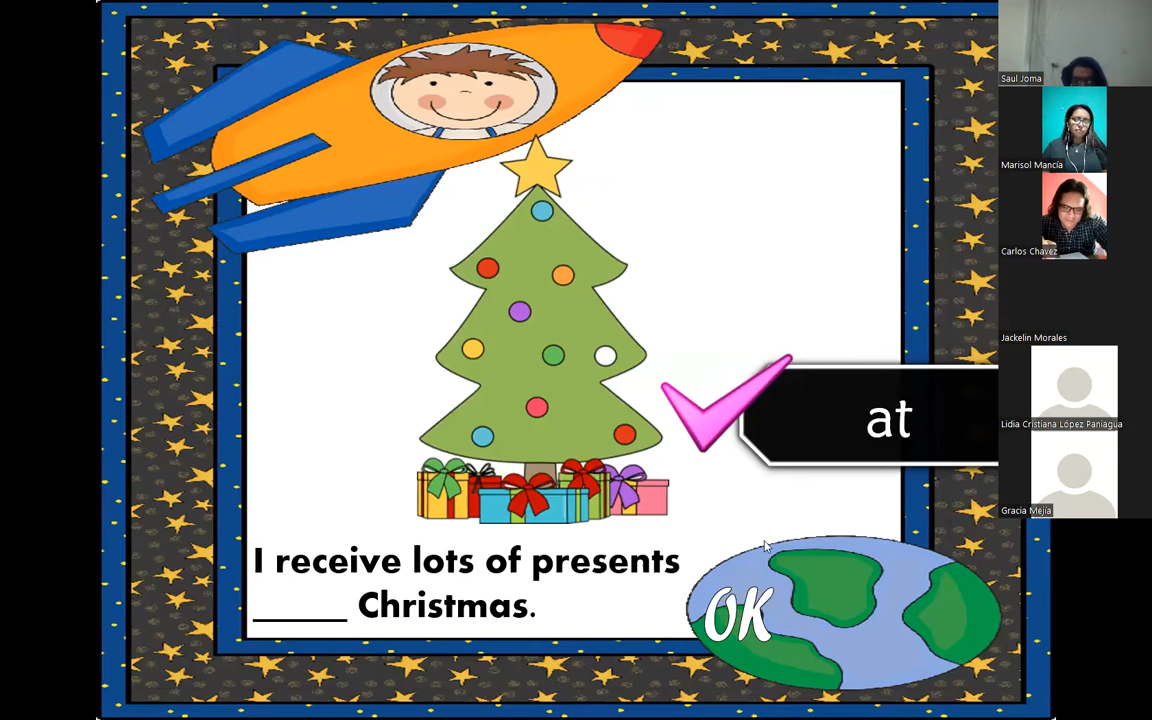 Saul Joma
Marisol Mancía
Carlos Chavez
Jackelin Morales
at
Lidia Cristiana López Paniagua
Gracia Mejía
I receive lots of presents
_____ Christmas.
OK